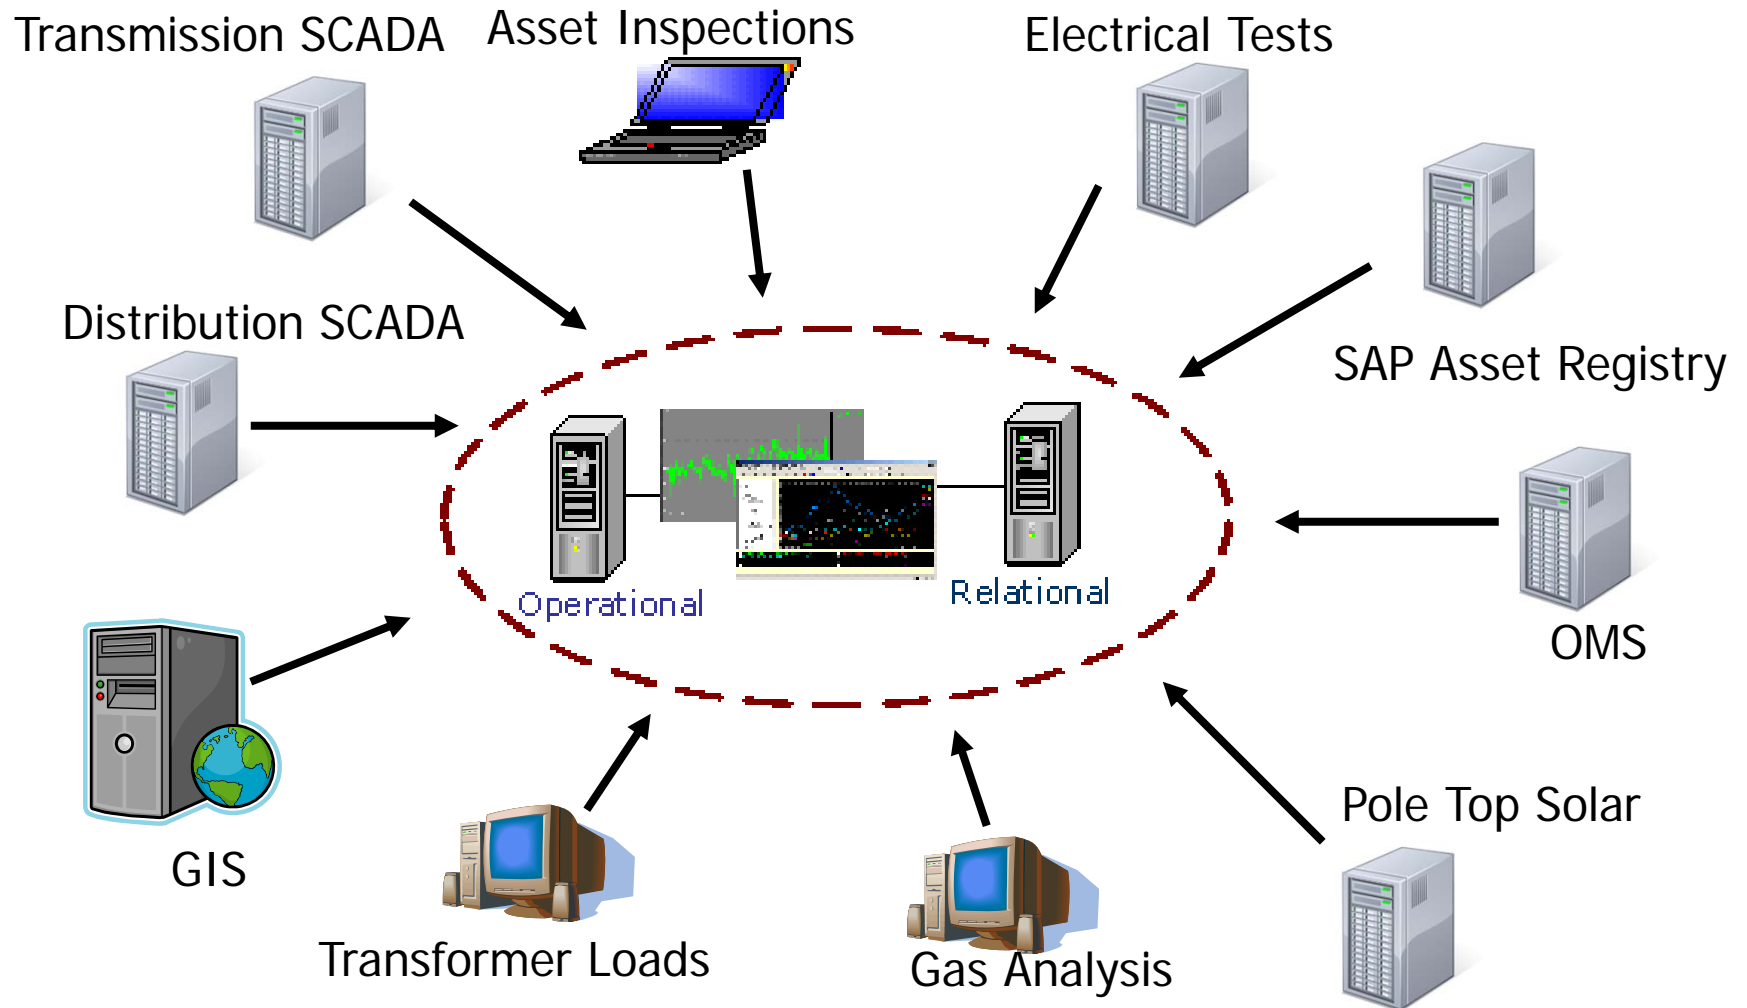 Transmission SCADA
Asset Inspections
Electrical Tests
Distribution SCADA
SAP Asset Registry
Operational
Relational
OMS
GIS
Pole Top Solar
Transformer Loads
Gas Analysis